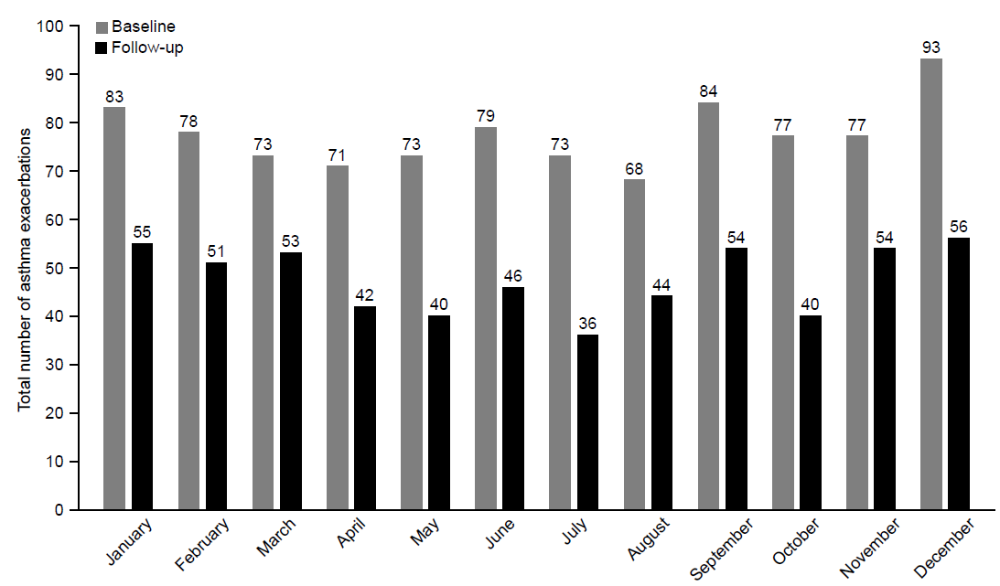 100
90
80
70
60
50
40
30
20
10
0
Total number of asthma exacerbations
Baseline
Follow-up
83
55
78
51
73
53
71
42
73
40
79
46
73
36
68
44
84
54
77
40
77
54
93
56
January
February
March
April
May
June
July
August
September
October
November
December